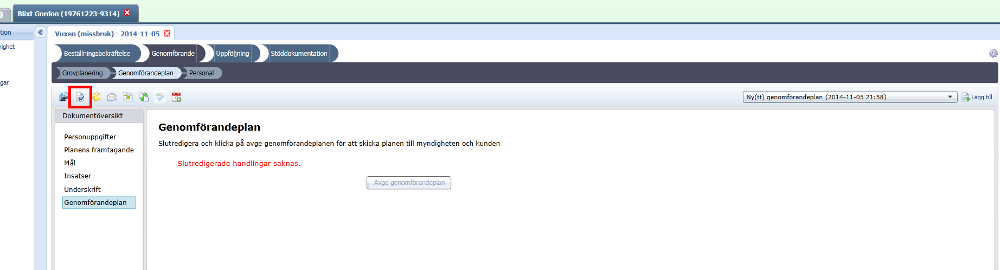 Blixt Gordon (19761223-9314)
tion
Vuxen (missbruk) - 2014-11-05
righet
Beställningsbekräftelse Genomförande Uppföljning Stöddokumentation
Grovplanering Genomförandeplan Personal
gar
ABC
Ny(tt) genomförandeplan (2014-11-05 21:58) Lägg till
Dokumentöversikt
Personuppgifter
Planens framtagande
Mål
Insatser
Underskrift
Genomförandeplan
Genomförandeplan
Slutredigera och klicka på avge genomförandeplanen för att skicka planen till myndigheten och kunden
Slutredigerade handlingar saknas.
Avge genomförandeplan